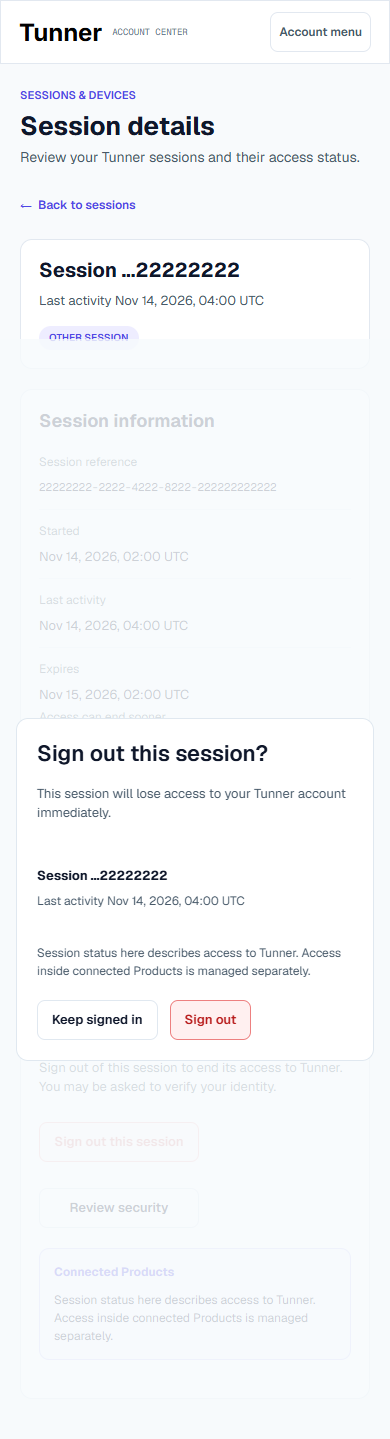 Tunner ACCOUNT CENTER
Account menu
SESSIONS & DEVICES
Session details
Review your Tunner sessions and their access status.
← Back to sessions
Session …22222222
Last activity Nov 14, 2026, 04:00 UTC
OTHER SESSION
Session information
Session reference
22222222-2222-4222-8222-222222222222
Started
Nov 14, 2026, 02:00 UTC
Last activity
Nov 14, 2026, 04:00 UTC
Expires
Nov 15, 2026, 02:00 UTC
Access can end sooner
Sign out this session?
This session will lose access to your Tunner account
immediately.
Session …22222222
Last activity Nov 14, 2026, 04:00 UTC
Session status here describes access to Tunner. Access
inside connected Products is managed separately.
Keep signed in
Sign out
Sign out of this session to end its access to Tunner.
You may be asked to verify your identity.
Sign out this session
Review security
Connected Products
Session status here describes access to Tunner.
Access inside connected Products is managed
separately.